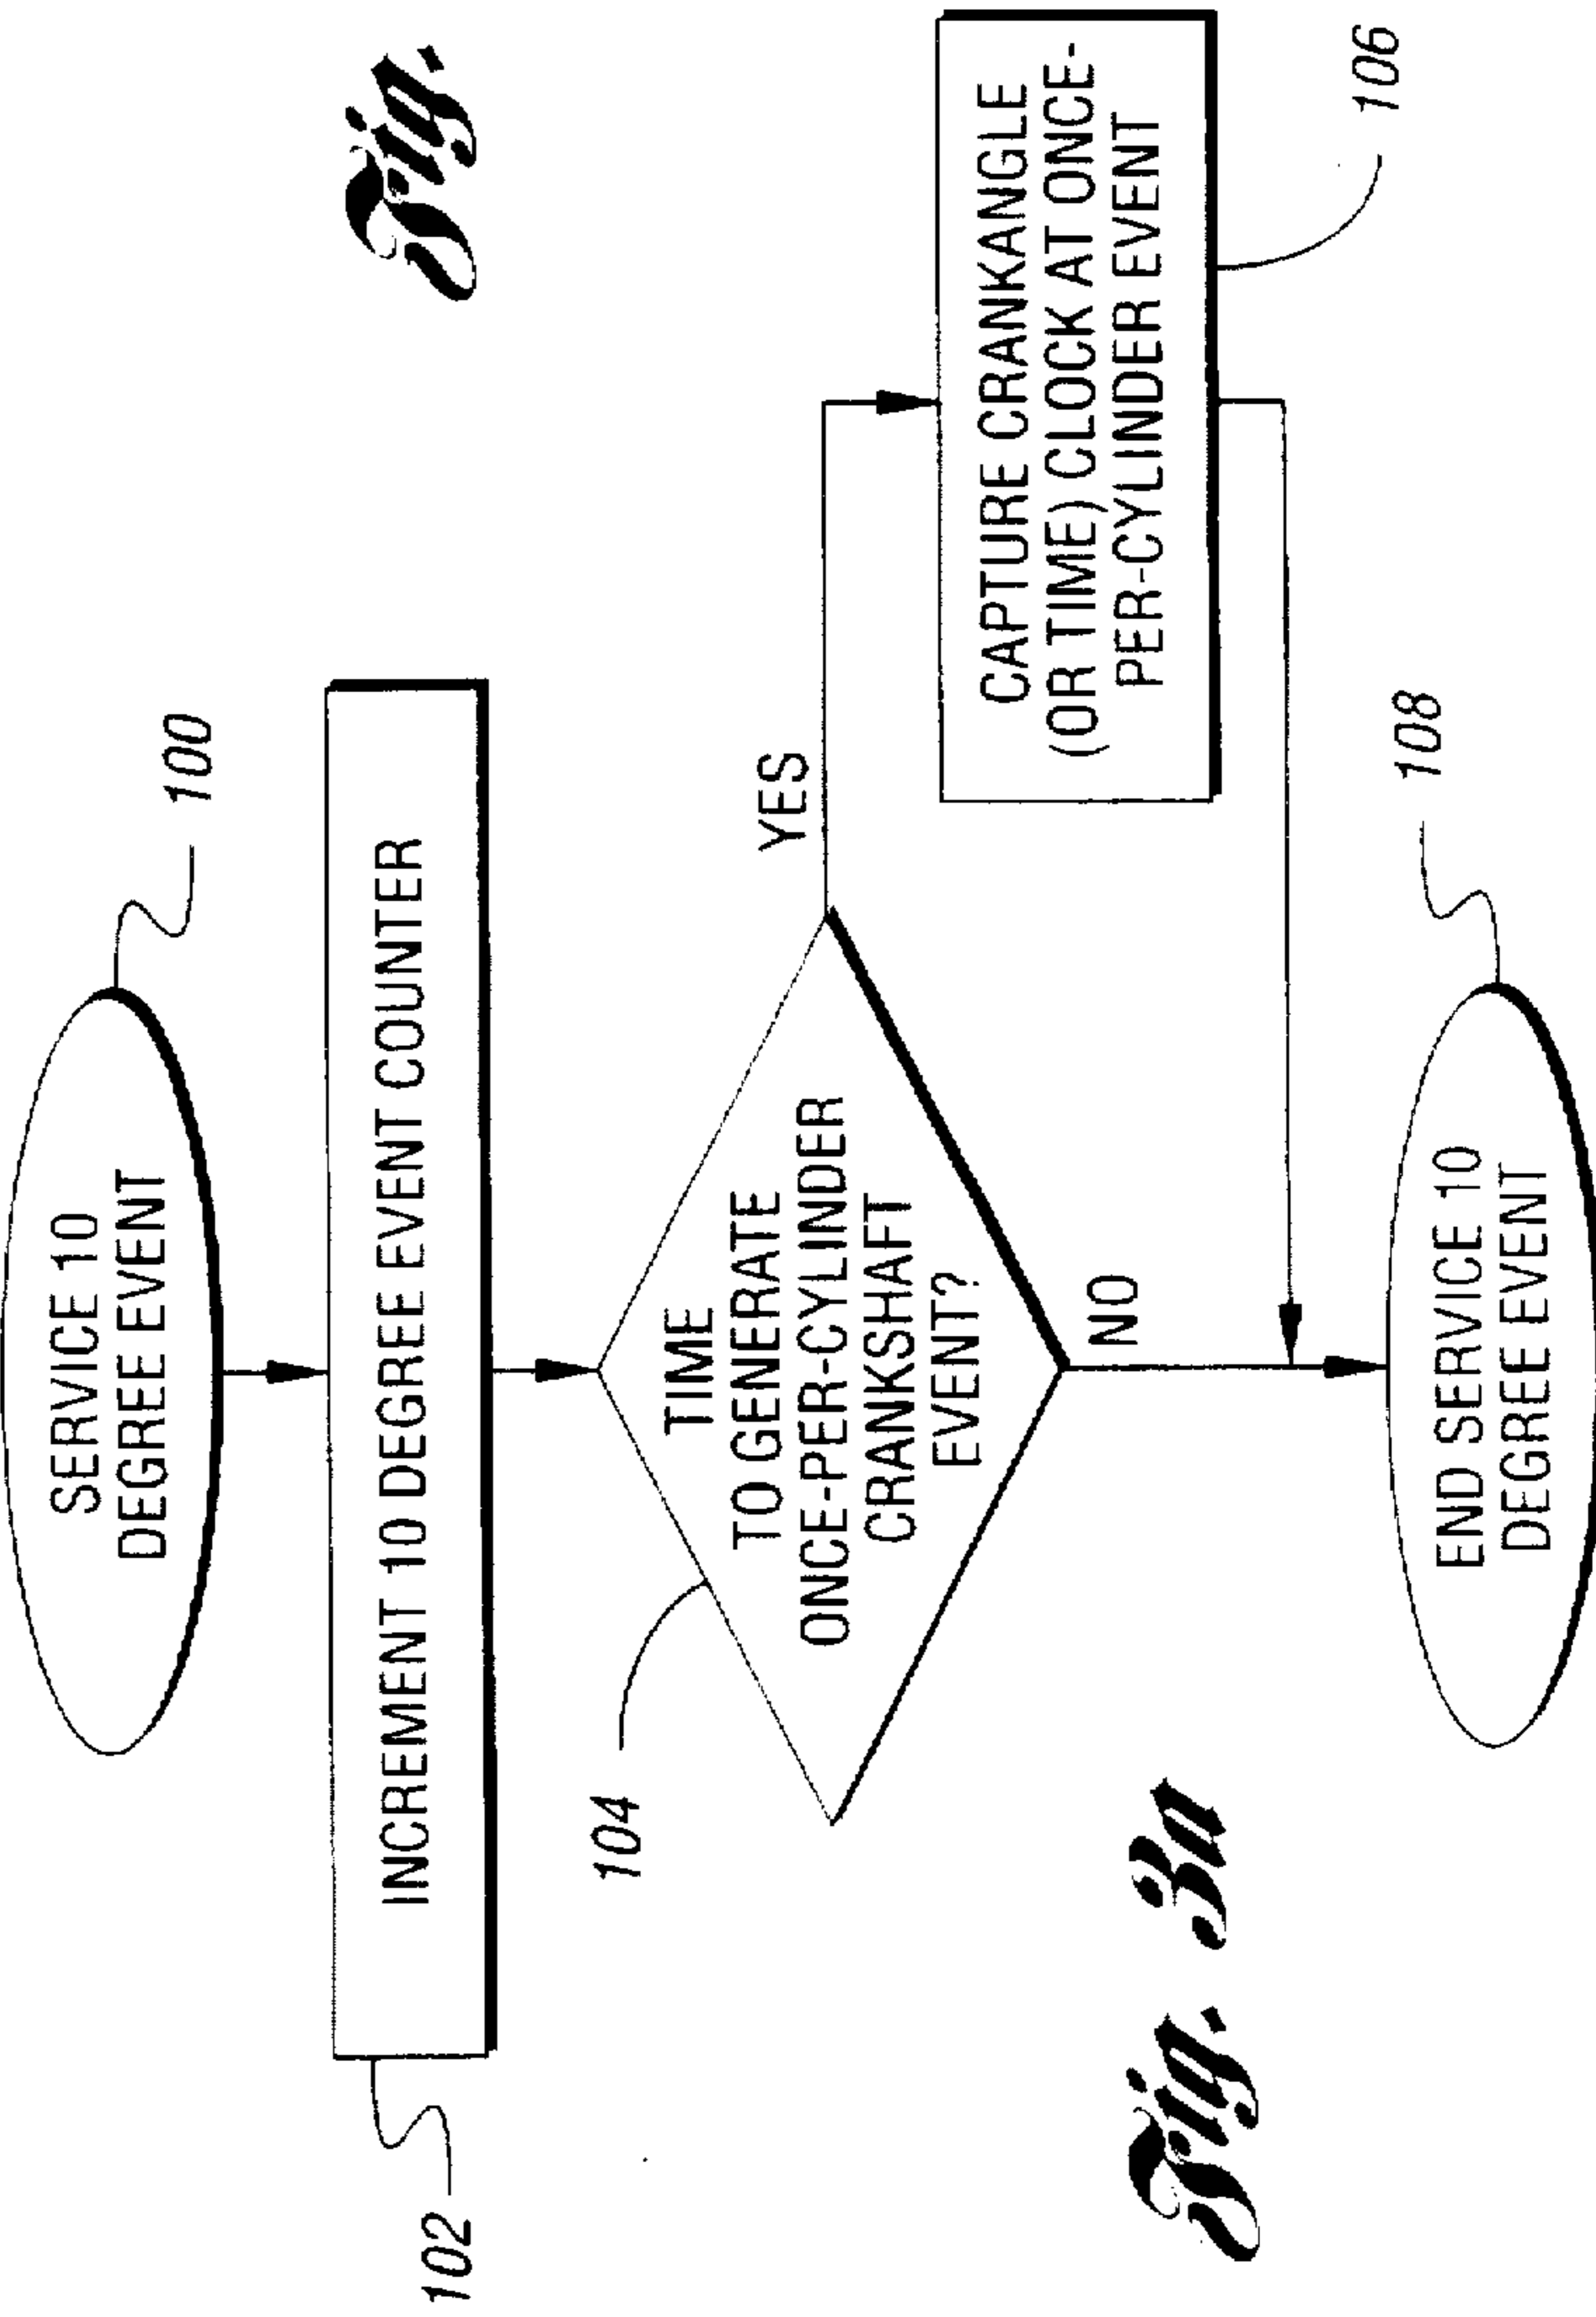 SERVICE 10
DEGREE EVENT
100
INCREMENT 10 DEGREE EVENT COUNTER
102
TIME
TO GENERATE
ONCE-PER-CYLINDER
CRANKSHAFT
EVENT?
104
YES
NO
CAPTURE CRANKANGLE
(OR TIME) CLOCK AT ONCE-
PER-CYLINDER EVENT
106
END SERVICE 10
DEGREE EVENT
108
Fig. 3a
Fig.